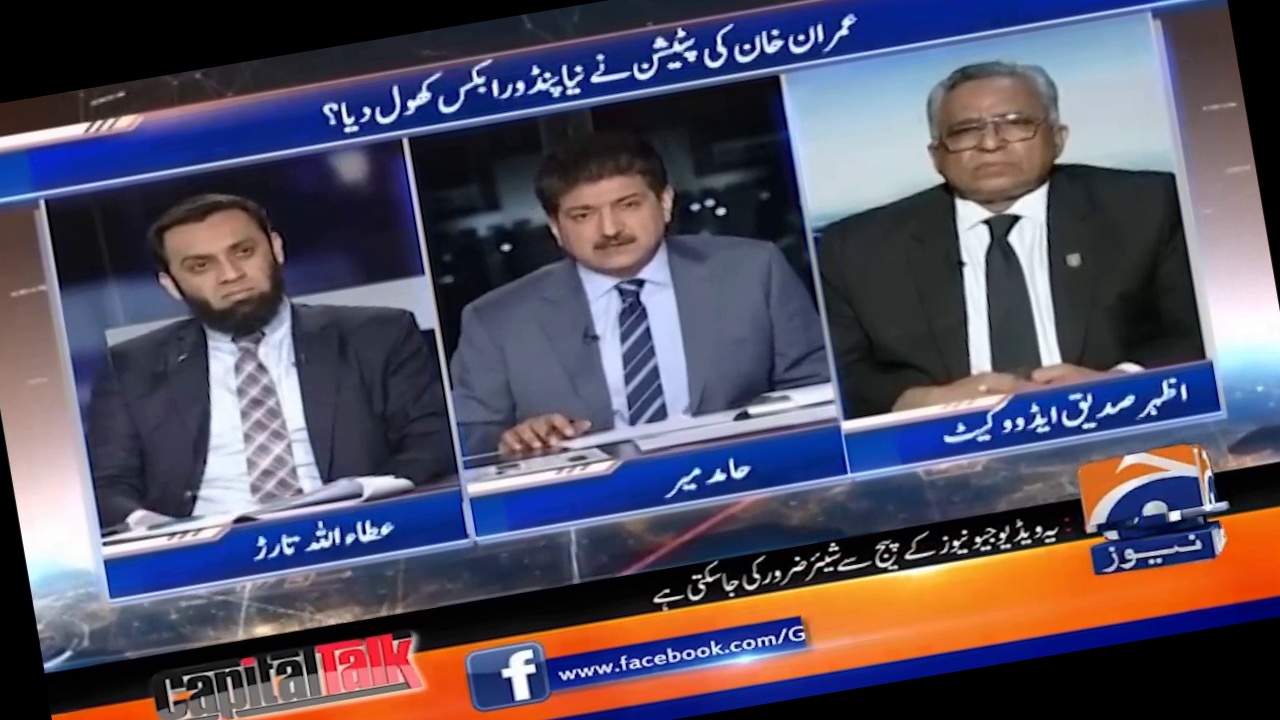 عمران خان کی پٹیشن نے نیا پنڈورا بکس کھول دیا؟
اظہر صدیق ایڈووکیٹ
حامد میر
عطاء اللہ تارڑ
یہ ویڈیو جیو نیوز کے پیج سے شیئر ضرور کی جاسکتی ہے
جیو
نیوز
Capital Talk
f www.facebook.com/G